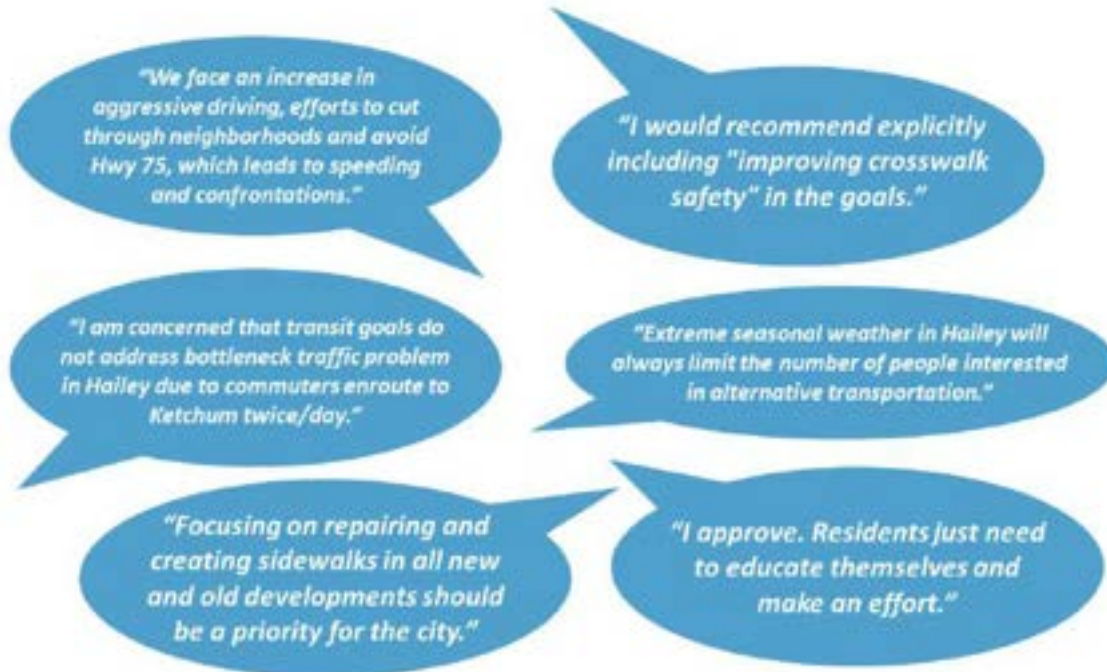 “We face an increase in
aggressive driving, efforts to cut
through neighborhoods and avoid
Hwy 75, which leads to speeding
and confrontations.”
“I would recommend explicitly
including "improving crosswalk
safety" in the goals.”
“I am concerned that transit goals do
not address bottleneck traffic problem
in Hailey due to commuters enroute to
Ketchum twice/day.”
“Extreme seasonal weather in Hailey will
always limit the number of people interested
in alternative transportation.”
“Focusing on repairing and
creating sidewalks in all new
and old developments should
be a priority for the city.”
“I approve. Residents just need
to educate themselves and
make an effort.”